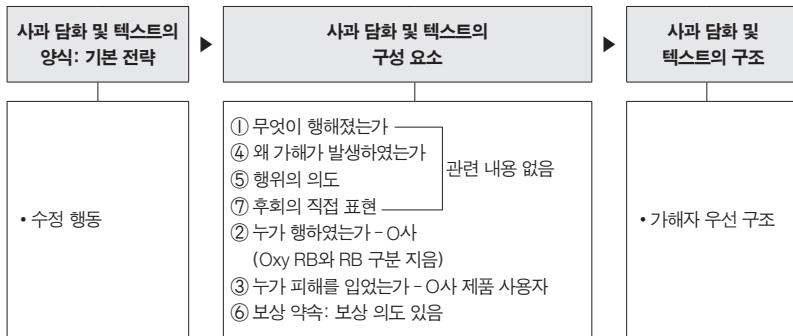 사과 담화 및 텍스트의
양식: 기본 전략
▶
사과 담화 및 텍스트의
구성 요소
▶
사과 담화 및
텍스트의 구조
• 수정 행동
① 무엇이 행해졌는가
④ 왜 가해가 발생하였는가
⑤ 행위의 의도
⑦ 후회의 직접 표현
관련 내용 없음
② 누가 행하였는가 – O사
(Oxy RB와 RB 구분 지음)
③ 누가 피해를 입었는가 – O사 제품 사용자
⑥ 보상 약속: 보상 의도 있음
• 가해자 우선 구조